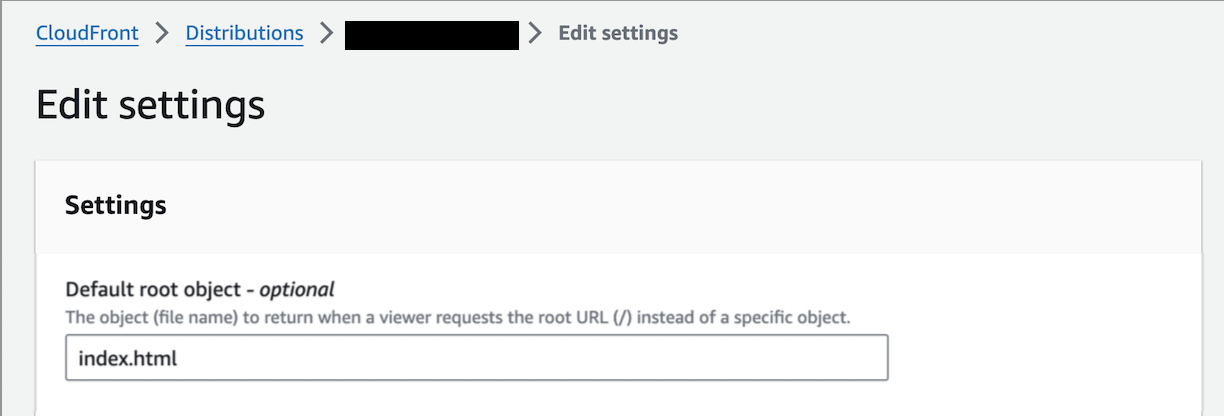 CloudFront > Distributions > > Edit settings
Edit settings
Settings
Default root object - optional
The object (file name) to return when a viewer requests the root URL (/) instead of a specific object.
index.html